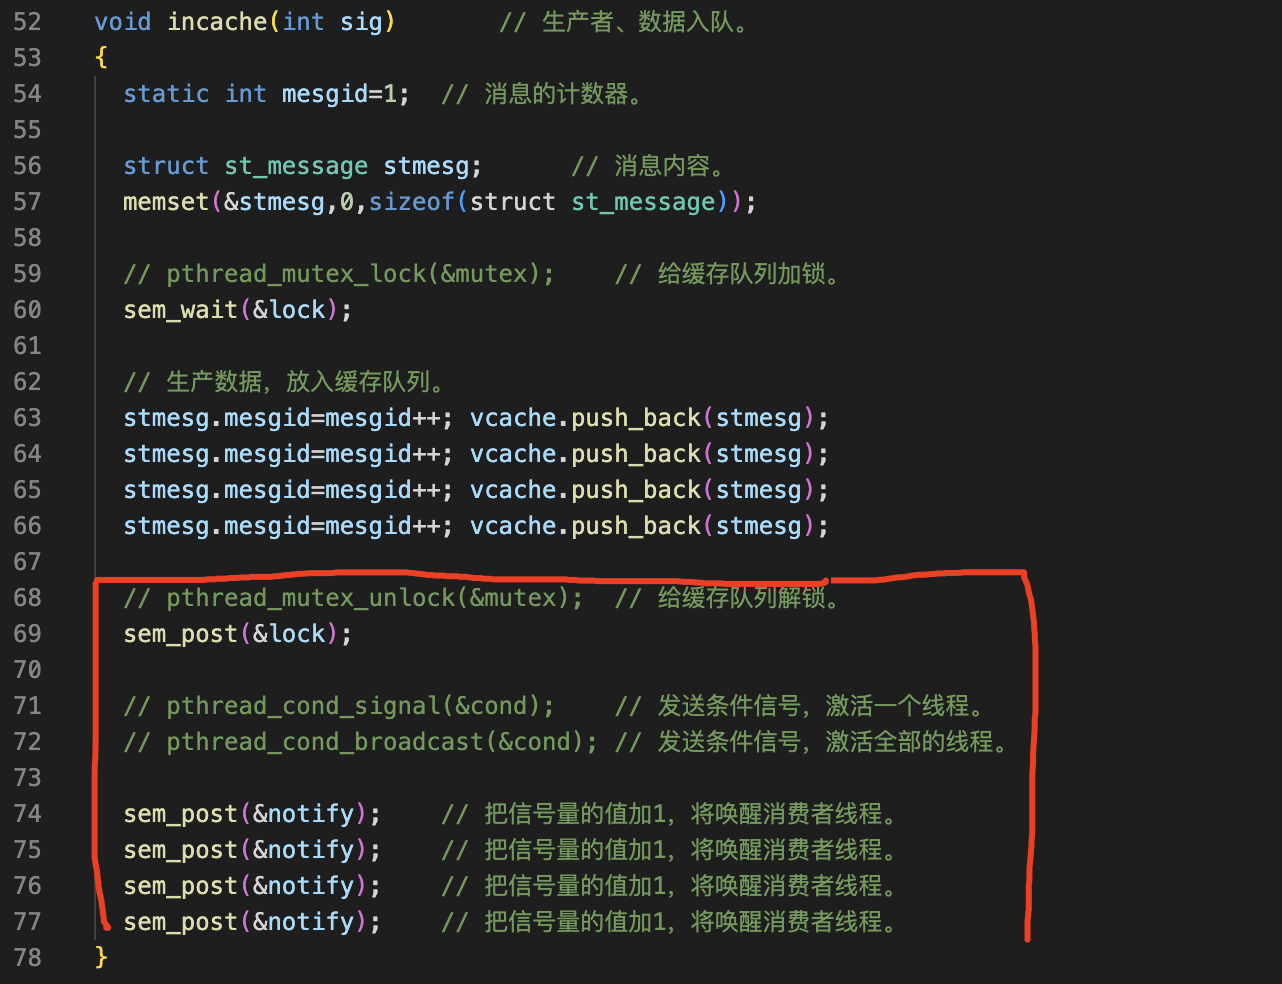 52 void incache(int sig) // 生产者、数据入队。
53 {
54 static int mesgid=1; // 消息的计数器。
55
56 struct st_message stmesg; // 消息内容。
57 memset(&stmesg,0,sizeof(struct st_message));
58
59 // pthread_mutex_lock(&mutex); // 给缓存队列加锁。
60 sem_wait(&lock);
61
62 // 生产数据，放入缓存队列。
63 stmesg.mesgid=mesgid++; vcache.push_back(stmesg);
64 stmesg.mesgid=mesgid++; vcache.push_back(stmesg);
65 stmesg.mesgid=mesgid++; vcache.push_back(stmesg);
66 stmesg.mesgid=mesgid++; vcache.push_back(stmesg);
67
68 // pthread_mutex_unlock(&mutex); // 给缓存队列解锁。
69 sem_post(&lock);
70
71 // pthread_cond_signal(&cond); // 发送条件信号，激活一个线程。
72 // pthread_cond_broadcast(&cond); // 发送条件信号，激活全部的线程。
73
74 sem_post(&notify); // 把信号量的值加1，将唤醒消费者线程。
75 sem_post(&notify); // 把信号量的值加1，将唤醒消费者线程。
76 sem_post(&notify); // 把信号量的值加1，将唤醒消费者线程。
77 sem_post(&notify); // 把信号量的值加1，将唤醒消费者线程。
78 }